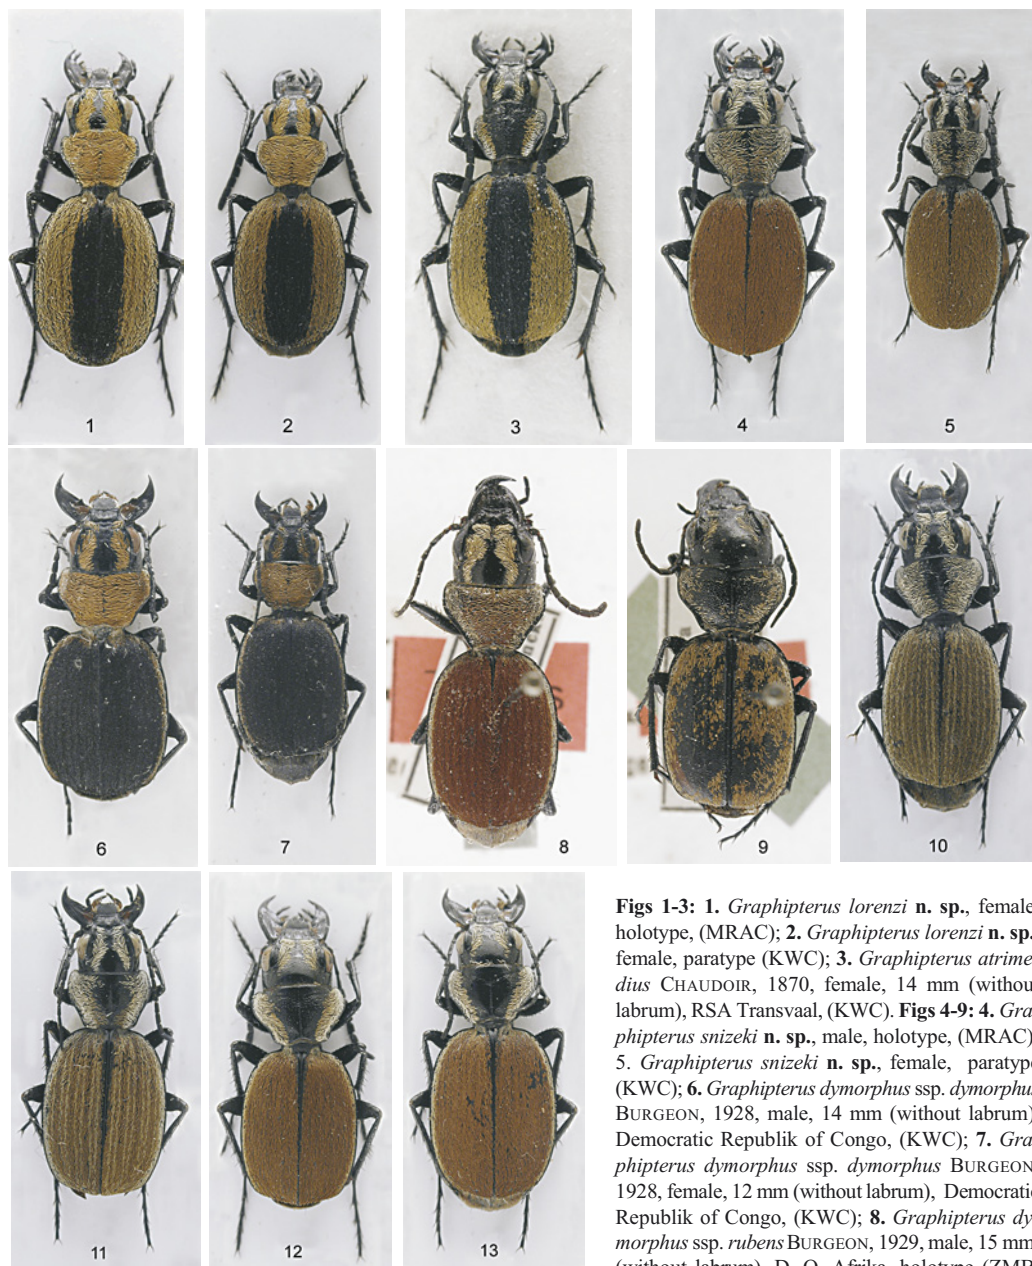 1
2
3
4
5
6
7
8
9
10
11
12
13
Figs 1-3: 1. Graphipterus lorenzi n. sp., female
holotype, (MRAC); 2. Graphipterus lorenzi n. sp.
female, paratype (KWC); 3. Graphipterus atrime-
dius CHAUDOIR, 1870, female, 14 mm (without
labrum), RSA Transvaal, (KWC). Figs 4-9: 4. Gra-
phipterus snizeki n. sp., male, holotype, (MRAC)
5. Graphipterus snizeki n. sp., female, paratype
(KWC); 6. Graphipterus dymorphus ssp. dymorphus
BURGEON, 1928, male, 14 mm (without labrum)
Democratic Republik of Congo, (KWC); 7. Gra-
phipterus dymorphus ssp. dymorphus BURGEON
1928, female, 12 mm (without labrum), Democratic
Republik of Congo, (KWC); 8. Graphipterus dy-
morphus ssp. rubens BURGEON, 1929, male, 15 mm
(without labrum), D. O. Afrika, holotype (ZMB